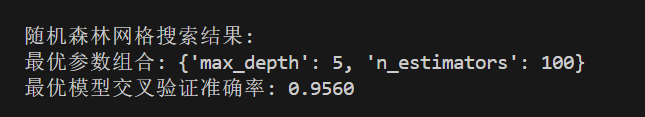 随机森林网格搜索结果:
最优参数组合: {'max_depth': 5, 'n_estimators': 100}
最优模型交叉验证准确率: 0.9560